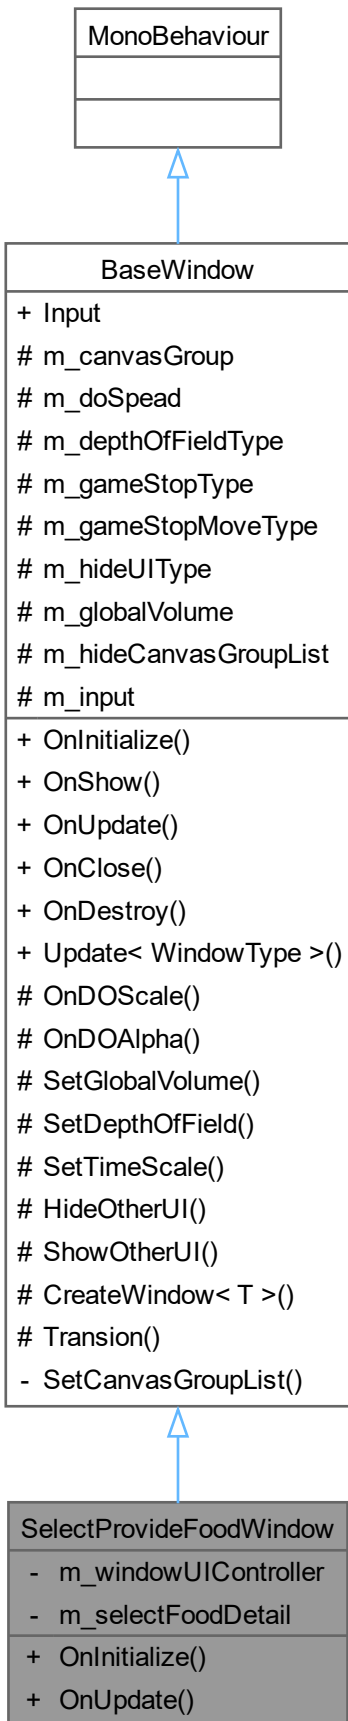 MonoBehaviour
BaseWindow
+ Input
# m_canvasGroup
# m_doSpead
# m_depthOfFieldType
# m_gameStopType
# m_gameStopMoveType
# m_hideUIType
# m_globalVolume
# m_hideCanvasGroupList
# m_input
+ OnInitialize()
+ OnShow()
+ OnUpdate()
+ OnClose()
+ OnDestroy()
+ Update< WindowType >()
# OnDOScale()
# OnDOAlpha()
# SetGlobalVolume()
# SetDepthOfField()
# SetTimeScale()
# HideOtherUI()
# ShowOtherUI()
# CreateWindow< T >()
# Transion()
- SetCanvasGroupList()
SelectProvideFoodWindow
- m_windowUIController
- m_selectFoodDetail
+ OnInitialize()
+ OnUpdate()